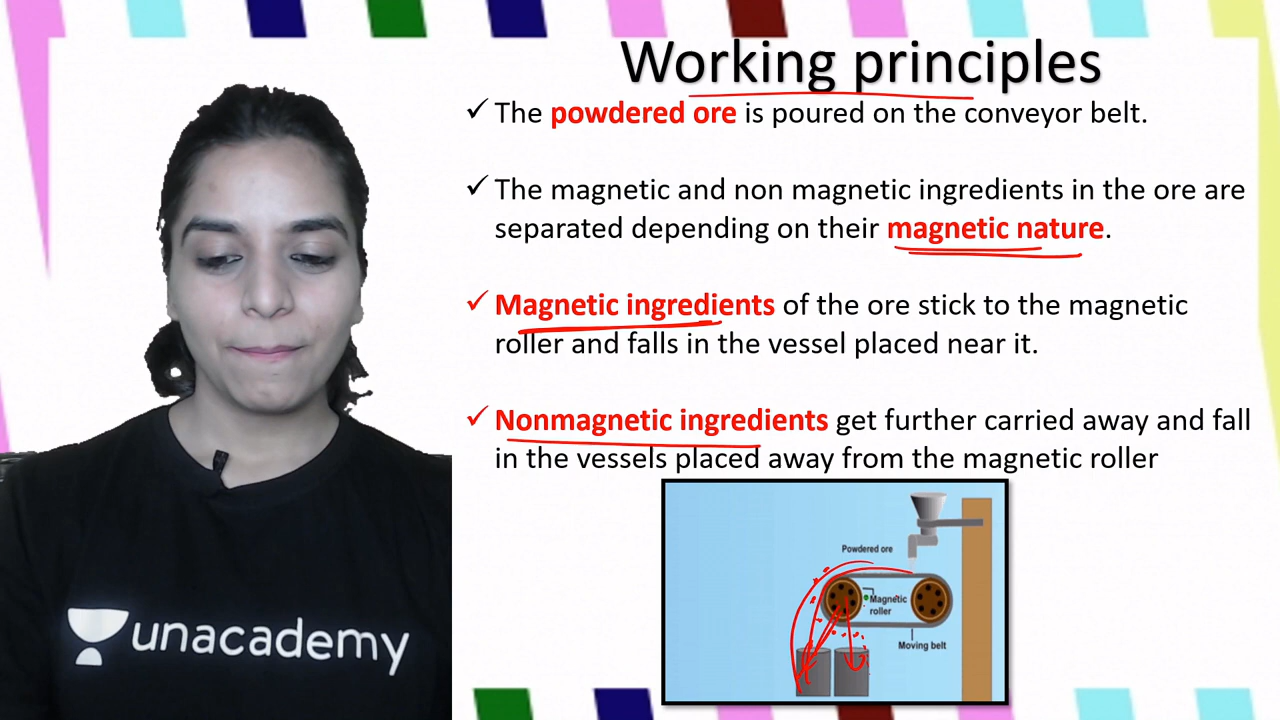 Working principles
✓ The powdered ore is poured on the conveyor belt.
✓ The magnetic and non magnetic ingredients in the ore are
separated depending on their magnetic nature.
✓ Magnetic ingredients of the ore stick to the magnetic
roller and falls in the vessel placed near it.
✓ Nonmagnetic ingredients get further carried away and fall
in the vessels placed away from the magnetic roller
Powdered ore
Magnetic
roller
Moving belt
unacademy